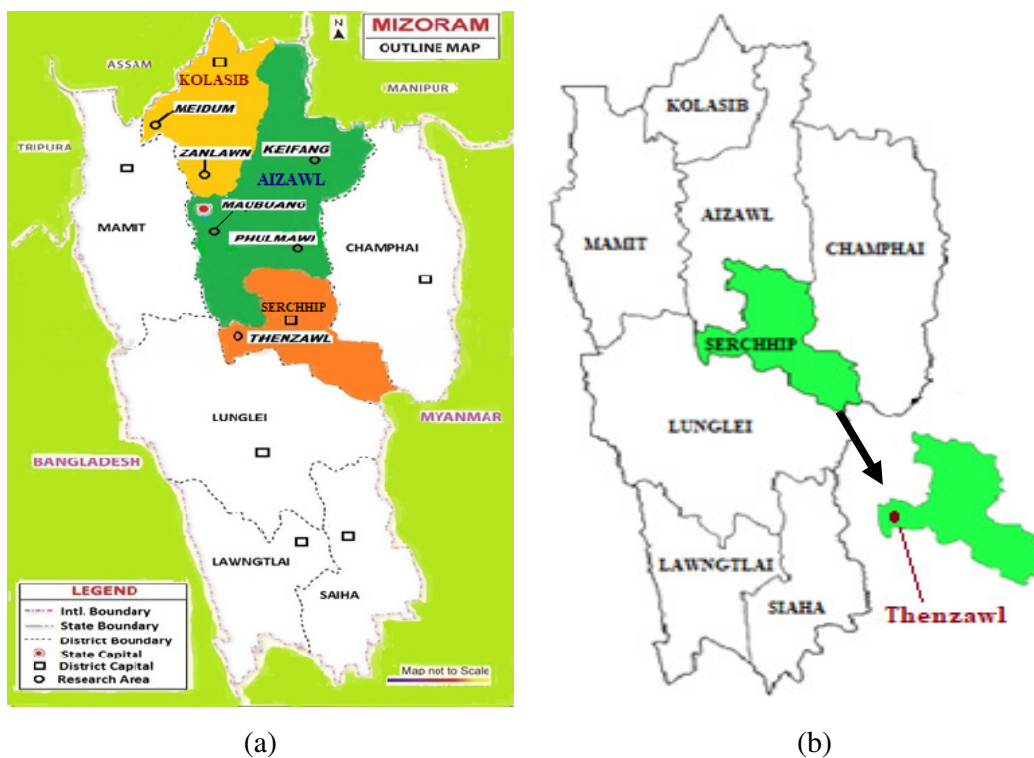 MIZORAM
OUTLINE MAP
N
ASSAM
KOLASIB
MANIPUR
MEIDUM
TRIPURA
ZANLAWN
KEIFANG
AIZAWL
MAUBUANG
MAMIT
PHULMAWI
CHAMPHAI
SERCHHIP
THENZAWL
LUNGLEI
MYANMAR
BANGLADESH
LAWNGTLAI
SAIHA
LEGEND
Intl. Boundary
State Boundary
District Boundary
State Capital
District Capital
Research Area
Map not to Scale
(a)
KOLASIB
AIZAWL
MAMIT
CHAMPHAI
SERCHHIP
LUNGLEI
LAWNGTLAI
SIAHA
Thenzawl
(b)